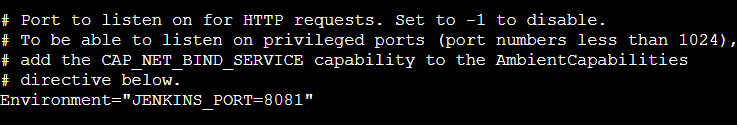 # Port to listen on for HTTP requests. Set to -1 to disable.
# To be able to listen on privileged ports (port numbers less than 1024),
# add the CAP_NET_BIND_SERVICE capability to the AmbientCapabilities
# directive below.
Environment="JENKINS_PORT=8081"